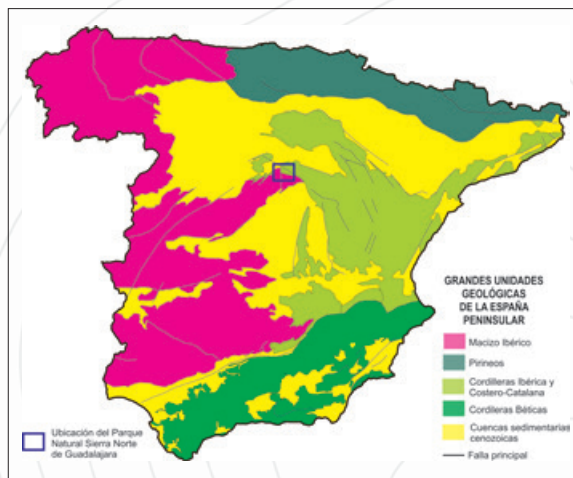 GRANDES UNIDADES
GEOLÓGICAS
DE LA ESPAÑA
PENINSULAR
Macizo Ibérico
Pirineos
Cordilleras Ibérica y
Costero-Catalana
Cordilleras Béticas
Cuencas sedimentarias
cenozoicas
Falla principal
Ubicación del Parque
Natural Sierra Norte
de Guadalajara